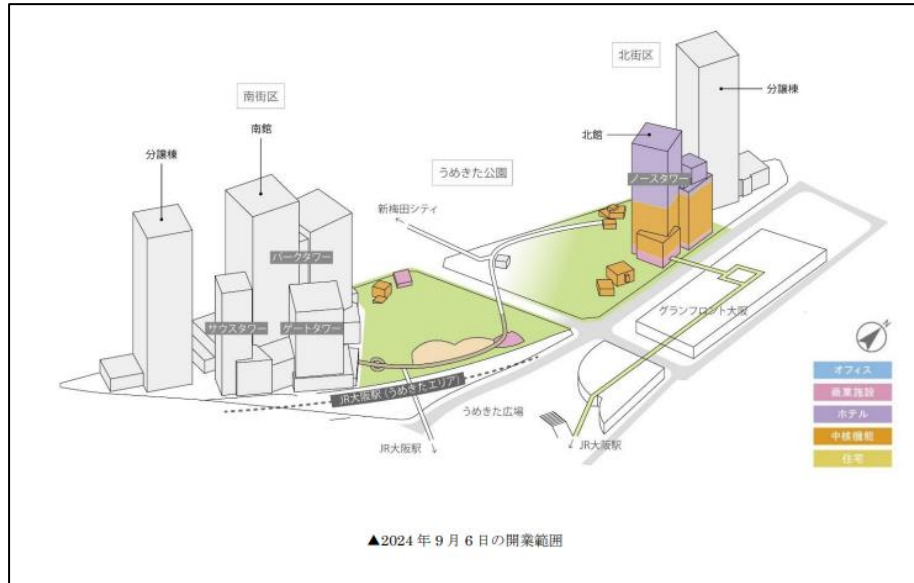 北街区
分譲棟
南街区
南館
北館
分譲棟
うめきた公園
ノースタワー
新梅田シティ
パークタワー
グランフロント大阪
サウスタワー
ゲートタワー
N
オフィス
商業施設
ホテル
中核機能
住宅
JR大阪駅(うめきたエリア)
うめきた広場
JR大阪駅
JR大阪駅
▲2024年9月6日の開業範囲